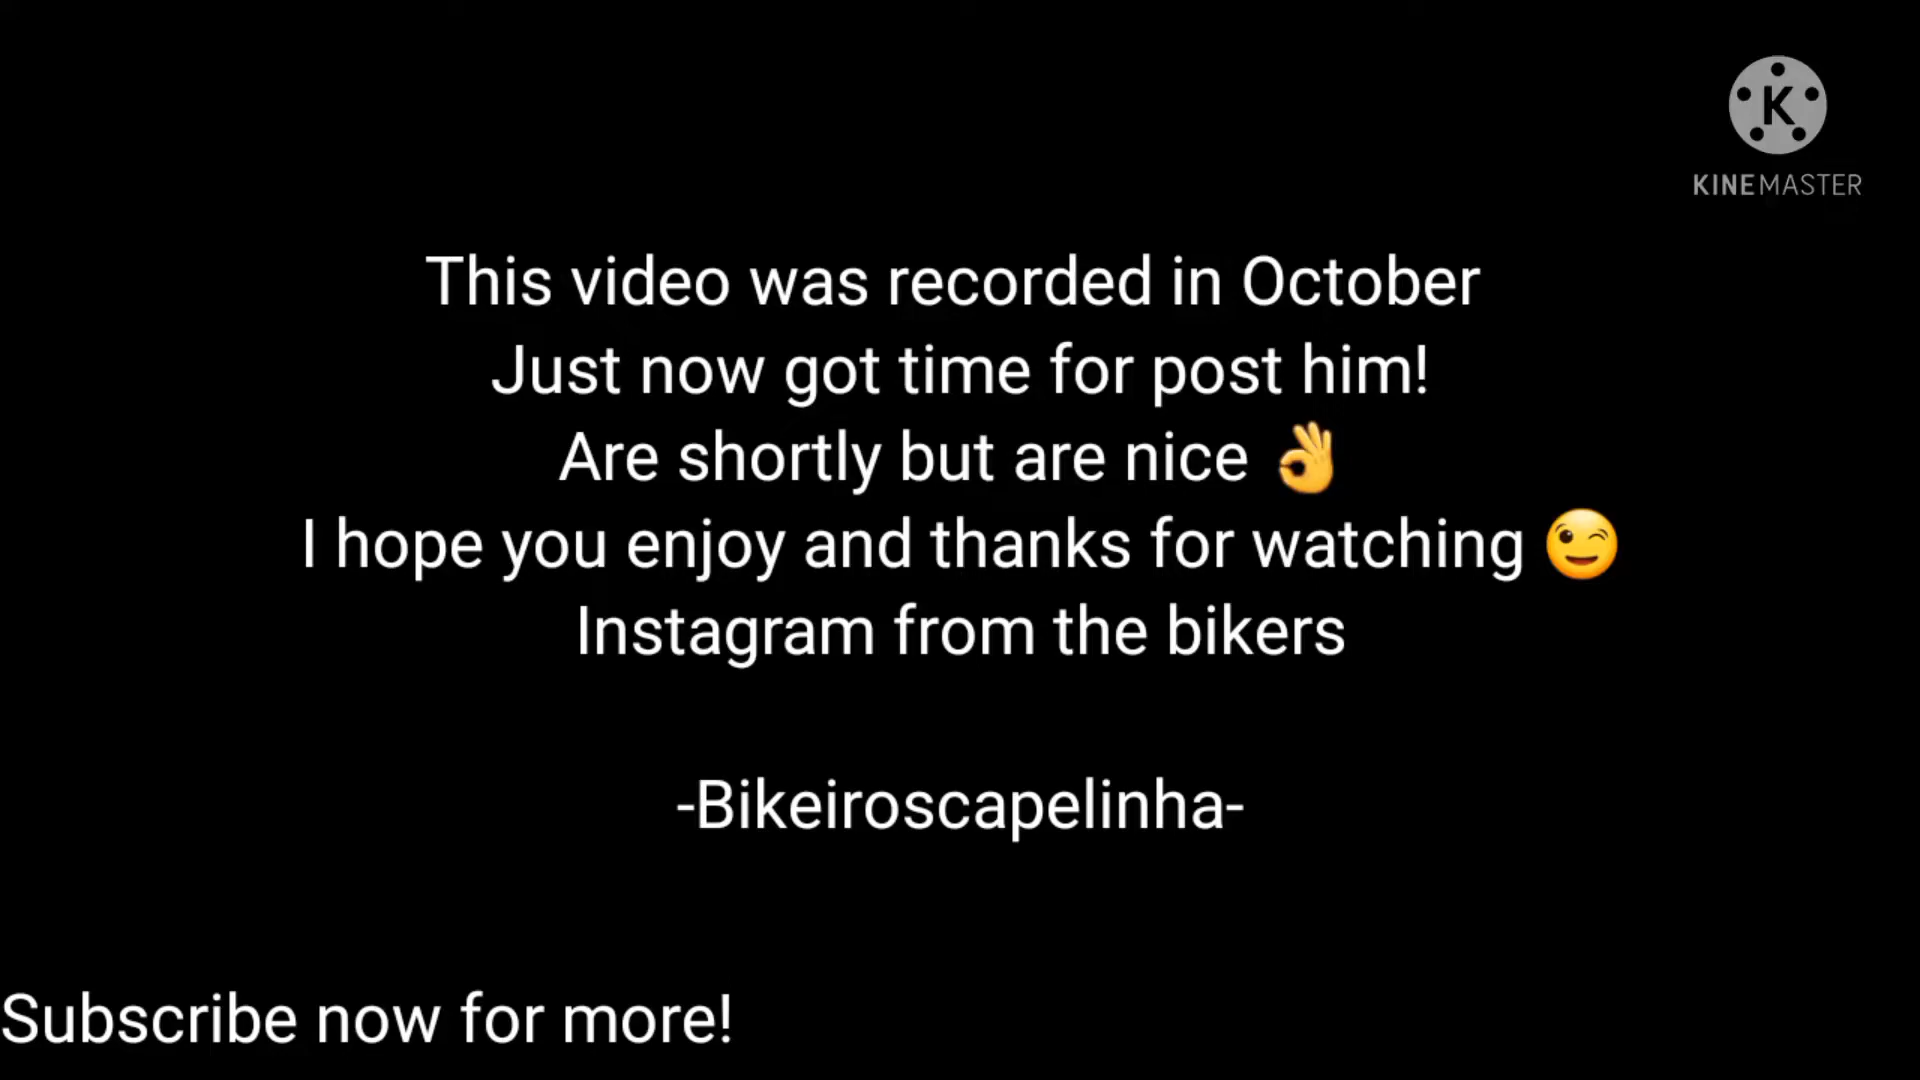 K
KINEMASTER
This video was recorded in October
Just now got time for post him!
Are shortly but are nice 👌
I hope you enjoy and thanks for watching 😉
Instagram from the bikers
-Bikeiroscapelinha-
Subscribe now for more!